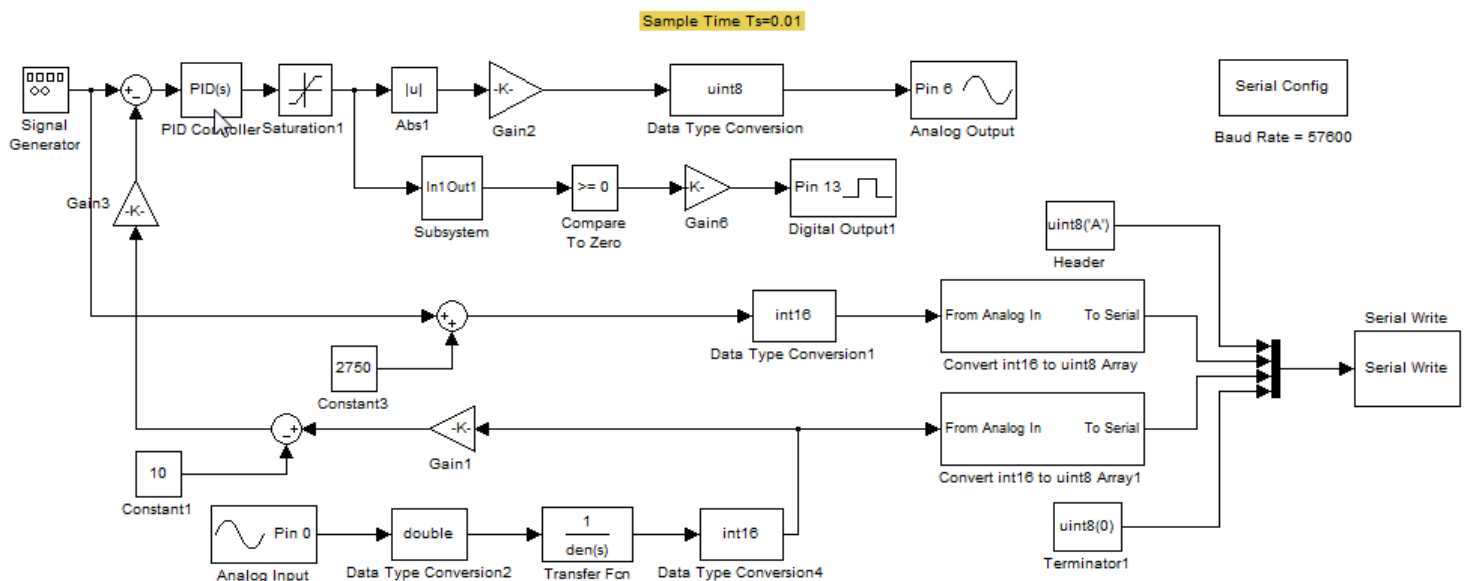 Sample Time Ts=0.01
Signal
Generator
+
−
PID(s)
PID Controller
Saturation1
|u|
Abs1
-K-
Gain2
uint8
Data Type Conversion
Pin 6
Analog Output
Serial Config
Baud Rate = 57600
In1Out1
Subsystem
>= 0
Compare
To Zero
-K-
Gain6
Pin 13
Digital Output1
Gain3
-K-
uint8('A')
Header
+
+
2750
Constant3
int16
Data Type Conversion1
From Analog In To Serial
Convert int16 to uint8 Array
Serial Write
Serial Write
−
+
10
Constant1
-K-
Gain1
From Analog In To Serial
Convert int16 to uint8 Array1
Pin 0
Analog Input
double
Data Type Conversion2
1
den(s)
Transfer Fcn
int16
Data Type Conversion4
uint8(0)
Terminator1